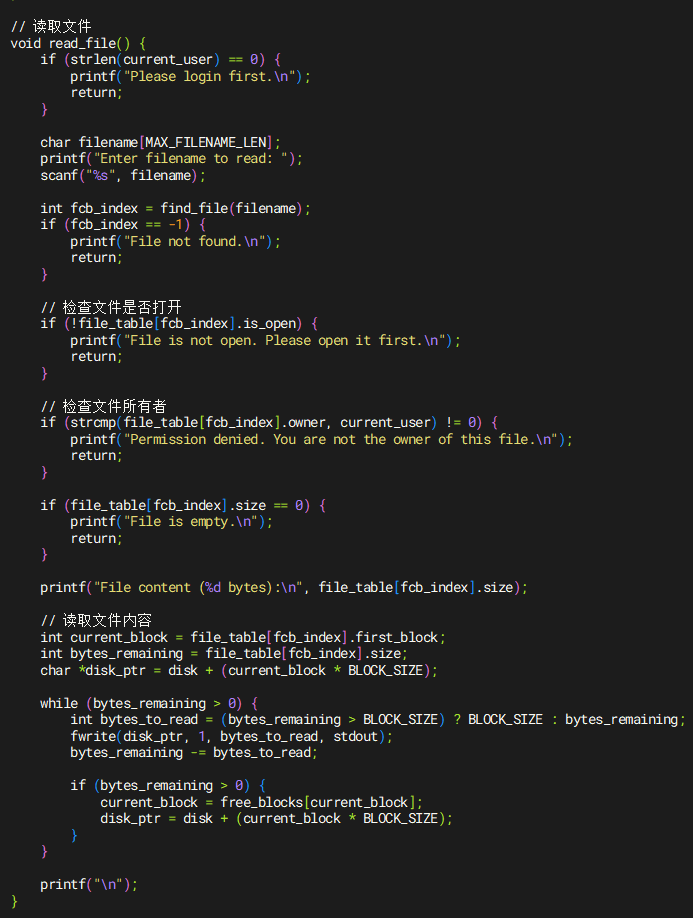 // 读取文件
void read_file() {
    if (strlen(current_user) == 0) {
        printf("Please login first.\n");
        return;
    }

    char filename[MAX_FILENAME_LEN];
    printf("Enter filename to read: ");
    scanf("%s", filename);

    int fcb_index = find_file(filename);
    if (fcb_index == -1) {
        printf("File not found.\n");
        return;
    }

    // 检查文件是否打开
    if (!file_table[fcb_index].is_open) {
        printf("File is not open. Please open it first.\n");
        return;
    }

    // 检查文件所有者
    if (strcmp(file_table[fcb_index].owner, current_user) != 0) {
        printf("Permission denied. You are not the owner of this file.\n");
        return;
    }

    if (file_table[fcb_index].size == 0) {
        printf("File is empty.\n");
        return;
    }

    printf("File content (%d bytes):\n", file_table[fcb_index].size);

    // 读取文件内容
    int current_block = file_table[fcb_index].first_block;
    int bytes_remaining = file_table[fcb_index].size;
    char *disk_ptr = disk + (current_block * BLOCK_SIZE);

    while (bytes_remaining > 0) {
        int bytes_to_read = (bytes_remaining > BLOCK_SIZE) ? BLOCK_SIZE : bytes_remaining;
        fwrite(disk_ptr, 1, bytes_to_read, stdout);
        bytes_remaining -= bytes_to_read;

        if (bytes_remaining > 0) {
            current_block = free_blocks[current_block];
            disk_ptr = disk + (current_block * BLOCK_SIZE);
        }
    }

    printf("\n");
}